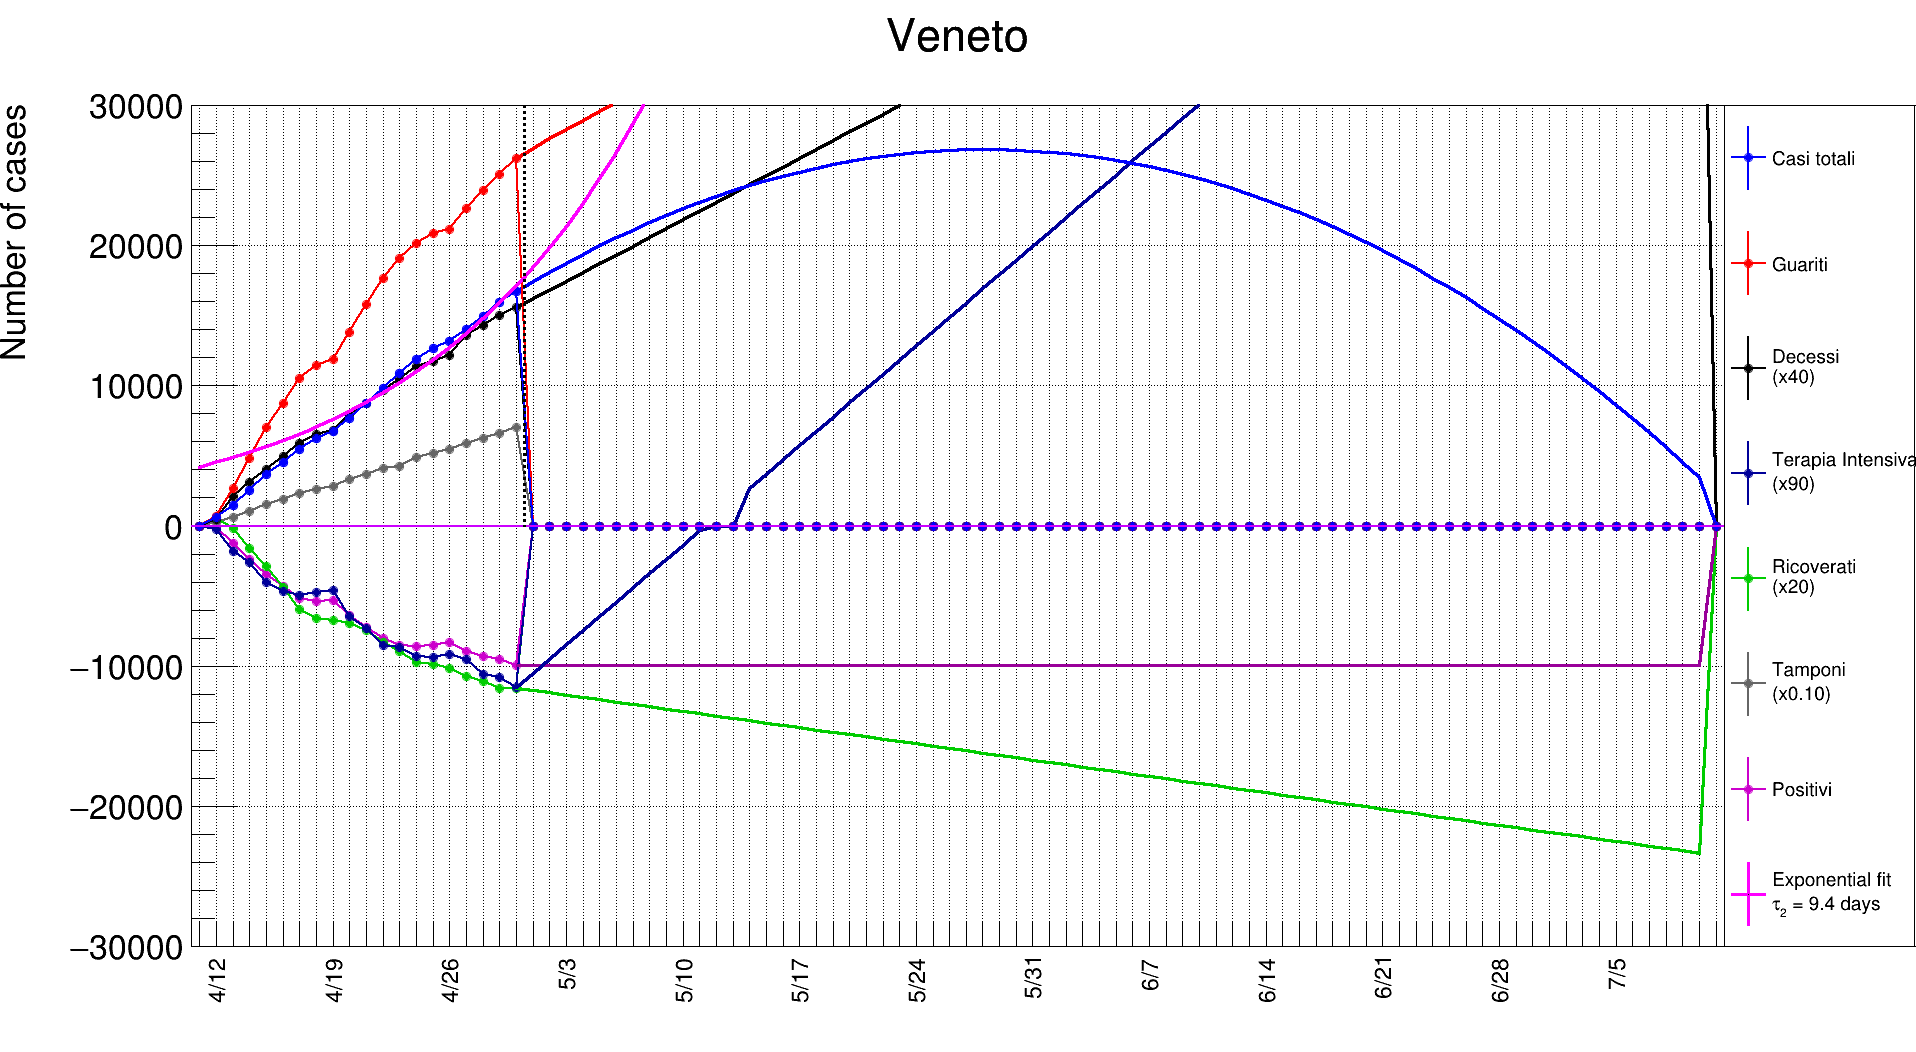 Veneto
Number of cases
30000
20000
10000
0
−10000
−20000
−30000
4/12
4/19
4/26
5/3
5/10
5/17
5/24
5/31
6/7
6/14
6/21
6/28
7/5
Casi totali
Guariti
Decessi
(x40)
Terapia Intensiva
(x90)
Ricoverati
(x20)
Tamponi
(x0.10)
Positivi
Exponential fit
τ2 = 9.4 days